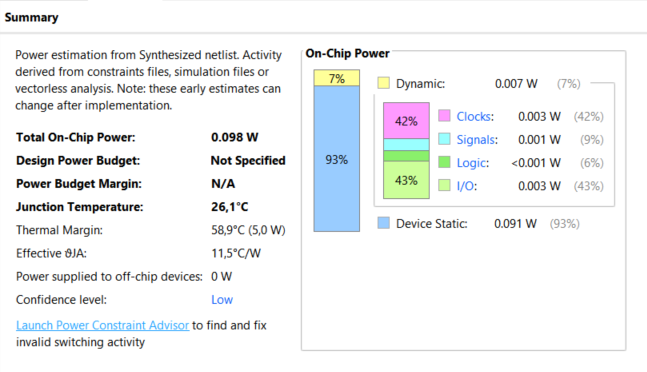 Summary
Power estimation from Synthesized netlist. Activity
derived from constraints files, simulation files or
vectorless analysis. Note: these early estimates can
change after implementation.
Total On-Chip Power: 0.098 W
Design Power Budget: Not Specified
Power Budget Margin: N/A
Junction Temperature: 26,1°C
Thermal Margin: 58,9°C (5,0 W)
Effective ϑJA: 11,5°C/W
Power supplied to off-chip devices: 0 W
Confidence level: Low
Launch Power Constraint Advisor to find and fix
invalid switching activity
On-Chip Power
7%
93%
Dynamic: 0.007 W (7%)
42%
43%
Clocks: 0.003 W (42%)
Signals: 0.001 W (9%)
Logic: <0.001 W (6%)
I/O: 0.003 W (43%)
Device Static: 0.091 W (93%)